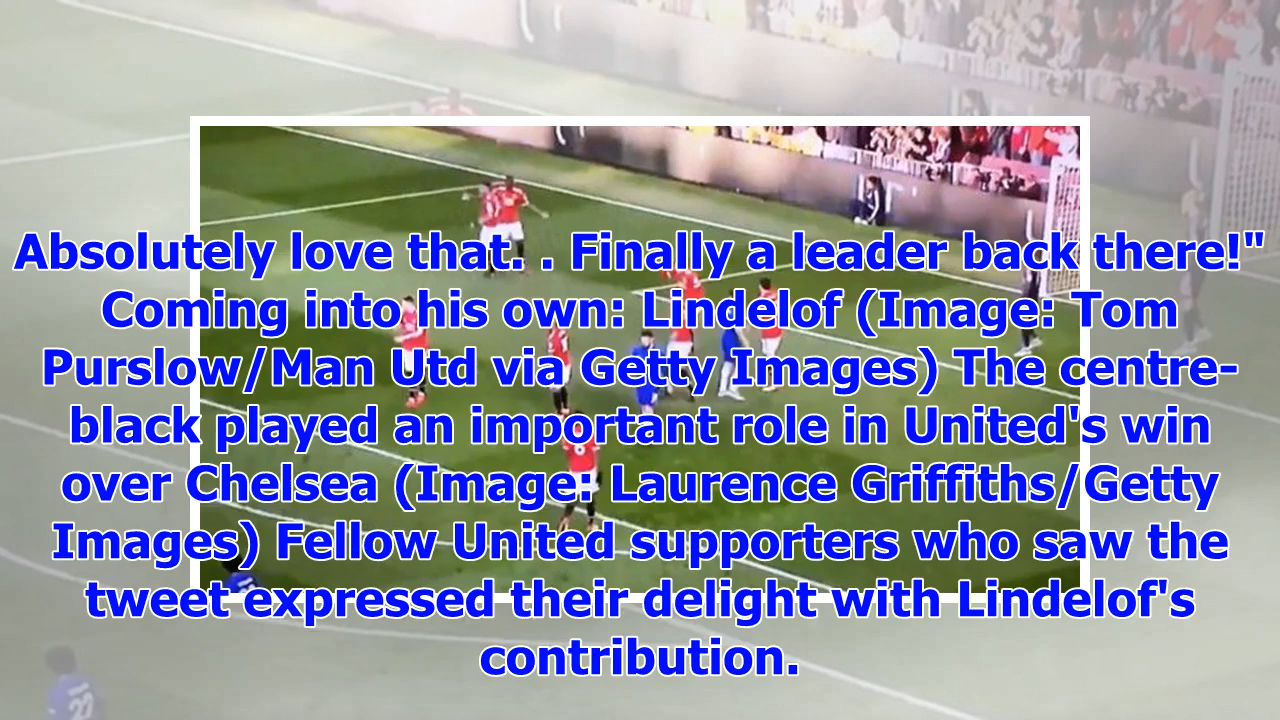 Absolutely love that. . Finally a leader back there!"
Coming into his own: Lindelof (Image: Tom
Purslow/Man Utd via Getty Images) The centre-
black played an important role in United's win
over Chelsea (Image: Laurence Griffiths/Getty
Images) Fellow United supporters who saw the
tweet expressed their delight with Lindelof's
contribution.